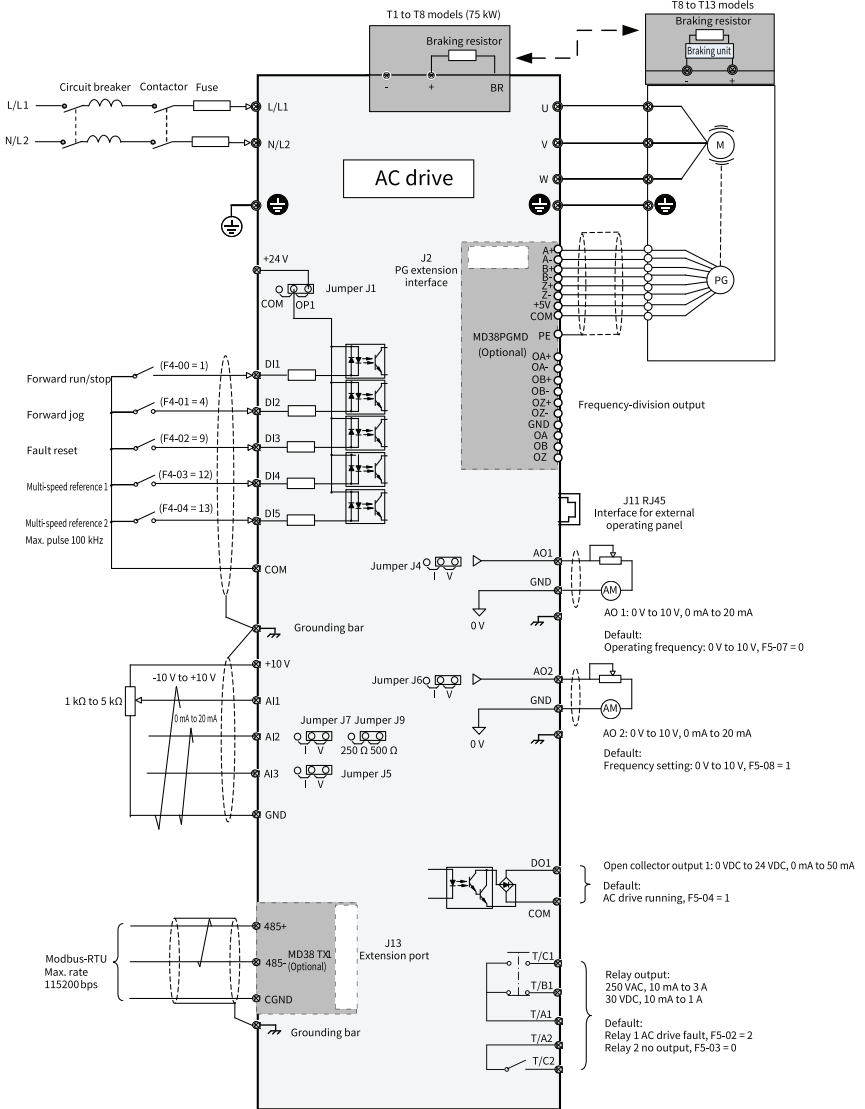 T1 to T8 models (75 kW)
T8 to T13 models
Braking resistor
- + BR
Braking resistor
Braking unit
- +
Circuit breaker Contactor Fuse
L/L1
L/L1
N/L2
N/L2
AC drive
U
V
W
M
+24 V
COM OP1
Jumper J1
J2
PG extension
interface
MD38PGMD
(Optional)
A+
A-
B+
B-
Z+
Z-
+5V
COM
PE
OA+
OA-
OB+
OB-
OZ+
OZ-
GND
OA
OB
OZ
PG
Frequency-division output
Forward run/stop
(F4-00 = 1)
DI1
Forward jog
(F4-01 = 4)
DI2
Fault reset
(F4-02 = 9)
DI3
Multi-speed reference 1
(F4-03 = 12)
DI4
Multi-speed reference 2
(F4-04 = 13)
DI5
Max. pulse 100 kHz
COM
Grounding bar
J11 RJ45
Interface for external
operating panel
Jumper J4
I V
AO1
GND
0 V
AM
AO 1: 0 V to 10 V, 0 mA to 20 mA
Default:
Operating frequency: 0 V to 10 V, F5-07 = 0
Jumper J6
I V
AO2
GND
0 V
AM
AO 2: 0 V to 10 V, 0 mA to 20 mA
Default:
Frequency setting: 0 V to 10 V, F5-08 = 1
+10 V
-10 V to +10 V
1 kΩ to 5 kΩ
AI1
0 mA to 20 mA
Jumper J7 Jumper J9
AI2
I V
250 Ω 500 Ω
AI3
I V
Jumper J5
GND
DO1
COM
Open collector output 1: 0 VDC to 24 VDC, 0 mA to 50 mA
Default:
AC drive running, F5-04 = 1
Modbus-RTU
Max. rate
115200 bps
485+
485-
CGND
MD38 TX1
(Optional)
J13
Extension port
Grounding bar
T/C1
T/B1
T/A1
T/A2
T/C2
Relay output:
250 VAC, 10 mA to 3 A
30 VDC, 10 mA to 1 A
Default:
Relay 1 AC drive fault, F5-02 = 2
Relay 2 no output, F5-03 = 0